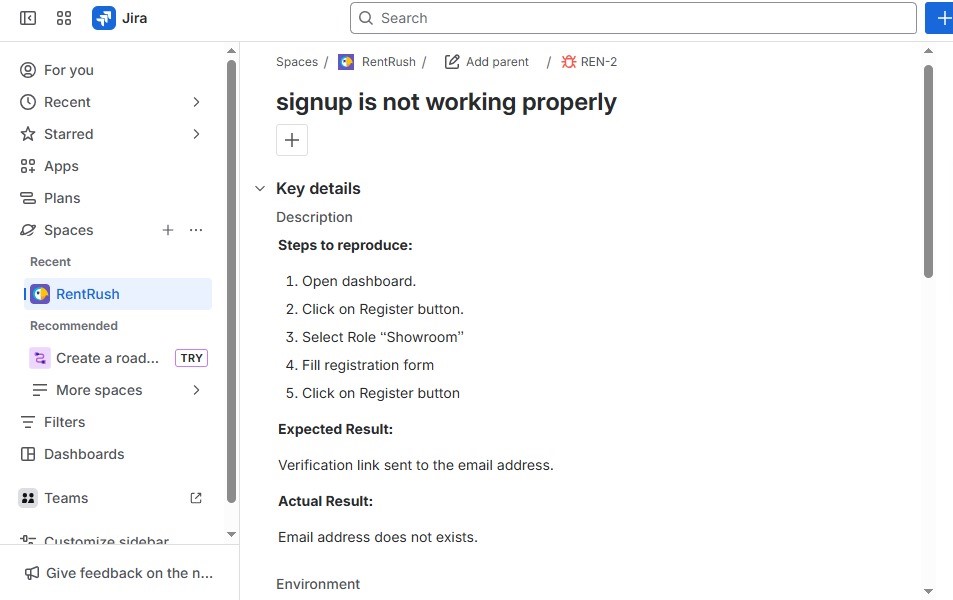 Jira
Search
For you
Recent
Starred
Apps
Plans
Spaces
Recent
RentRush
Recommended
Create a road... TRY
More spaces
Filters
Dashboards
Teams
Customize sidebar
Give feedback on the n...
Spaces / RentRush / Add parent / REN-2
signup is not working properly
Key details
Description
Steps to reproduce:
1. Open dashboard.
2. Click on Register button.
3. Select Role “Showroom”
4. Fill registration form
5. Click on Register button
Expected Result:
Verification link sent to the email address.
Actual Result:
Email address does not exists.
Environment